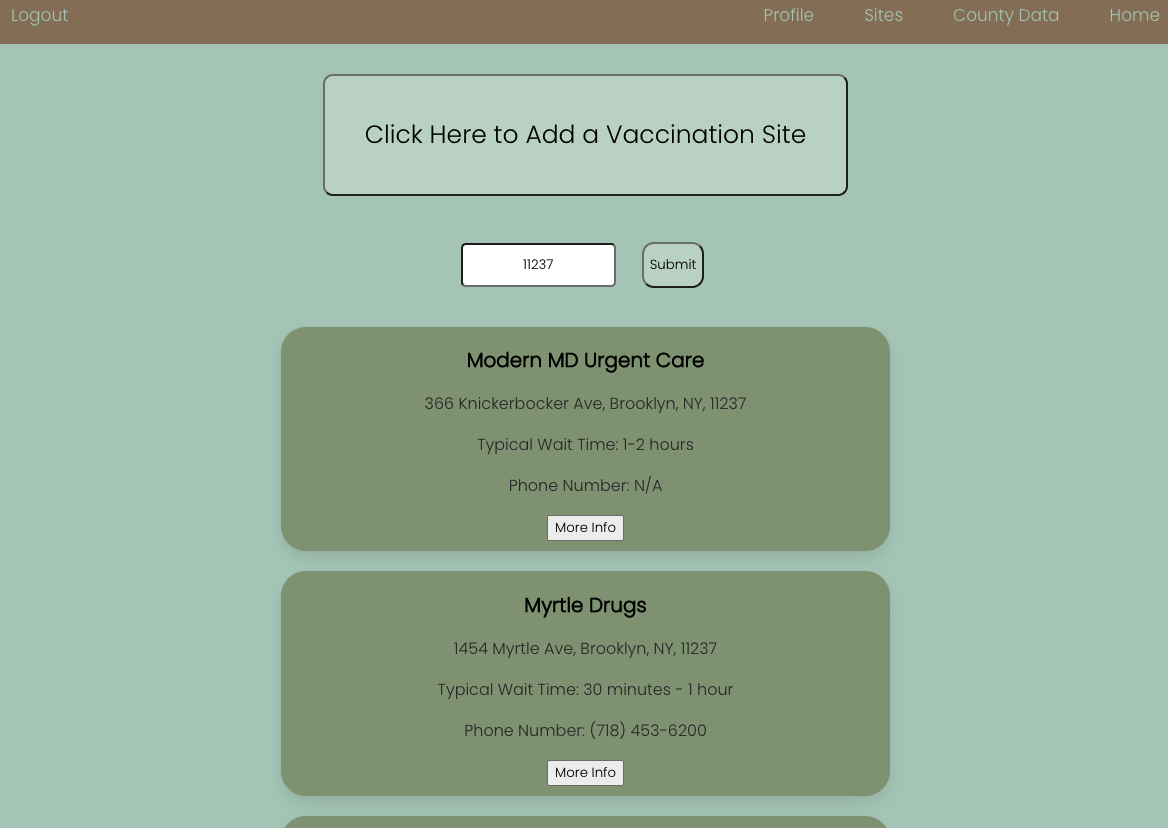 Logout Profile Sites County Data Home
Click Here to Add a Vaccination Site
11237 Submit
Modern MD Urgent Care
366 Knickerbocker Ave, Brooklyn, NY, 11237
Typical Wait Time: 1-2 hours
Phone Number: N/A
More Info
Myrtle Drugs
1454 Myrtle Ave, Brooklyn, NY, 11237
Typical Wait Time: 30 minutes - 1 hour
Phone Number: (718) 453-6200
More Info